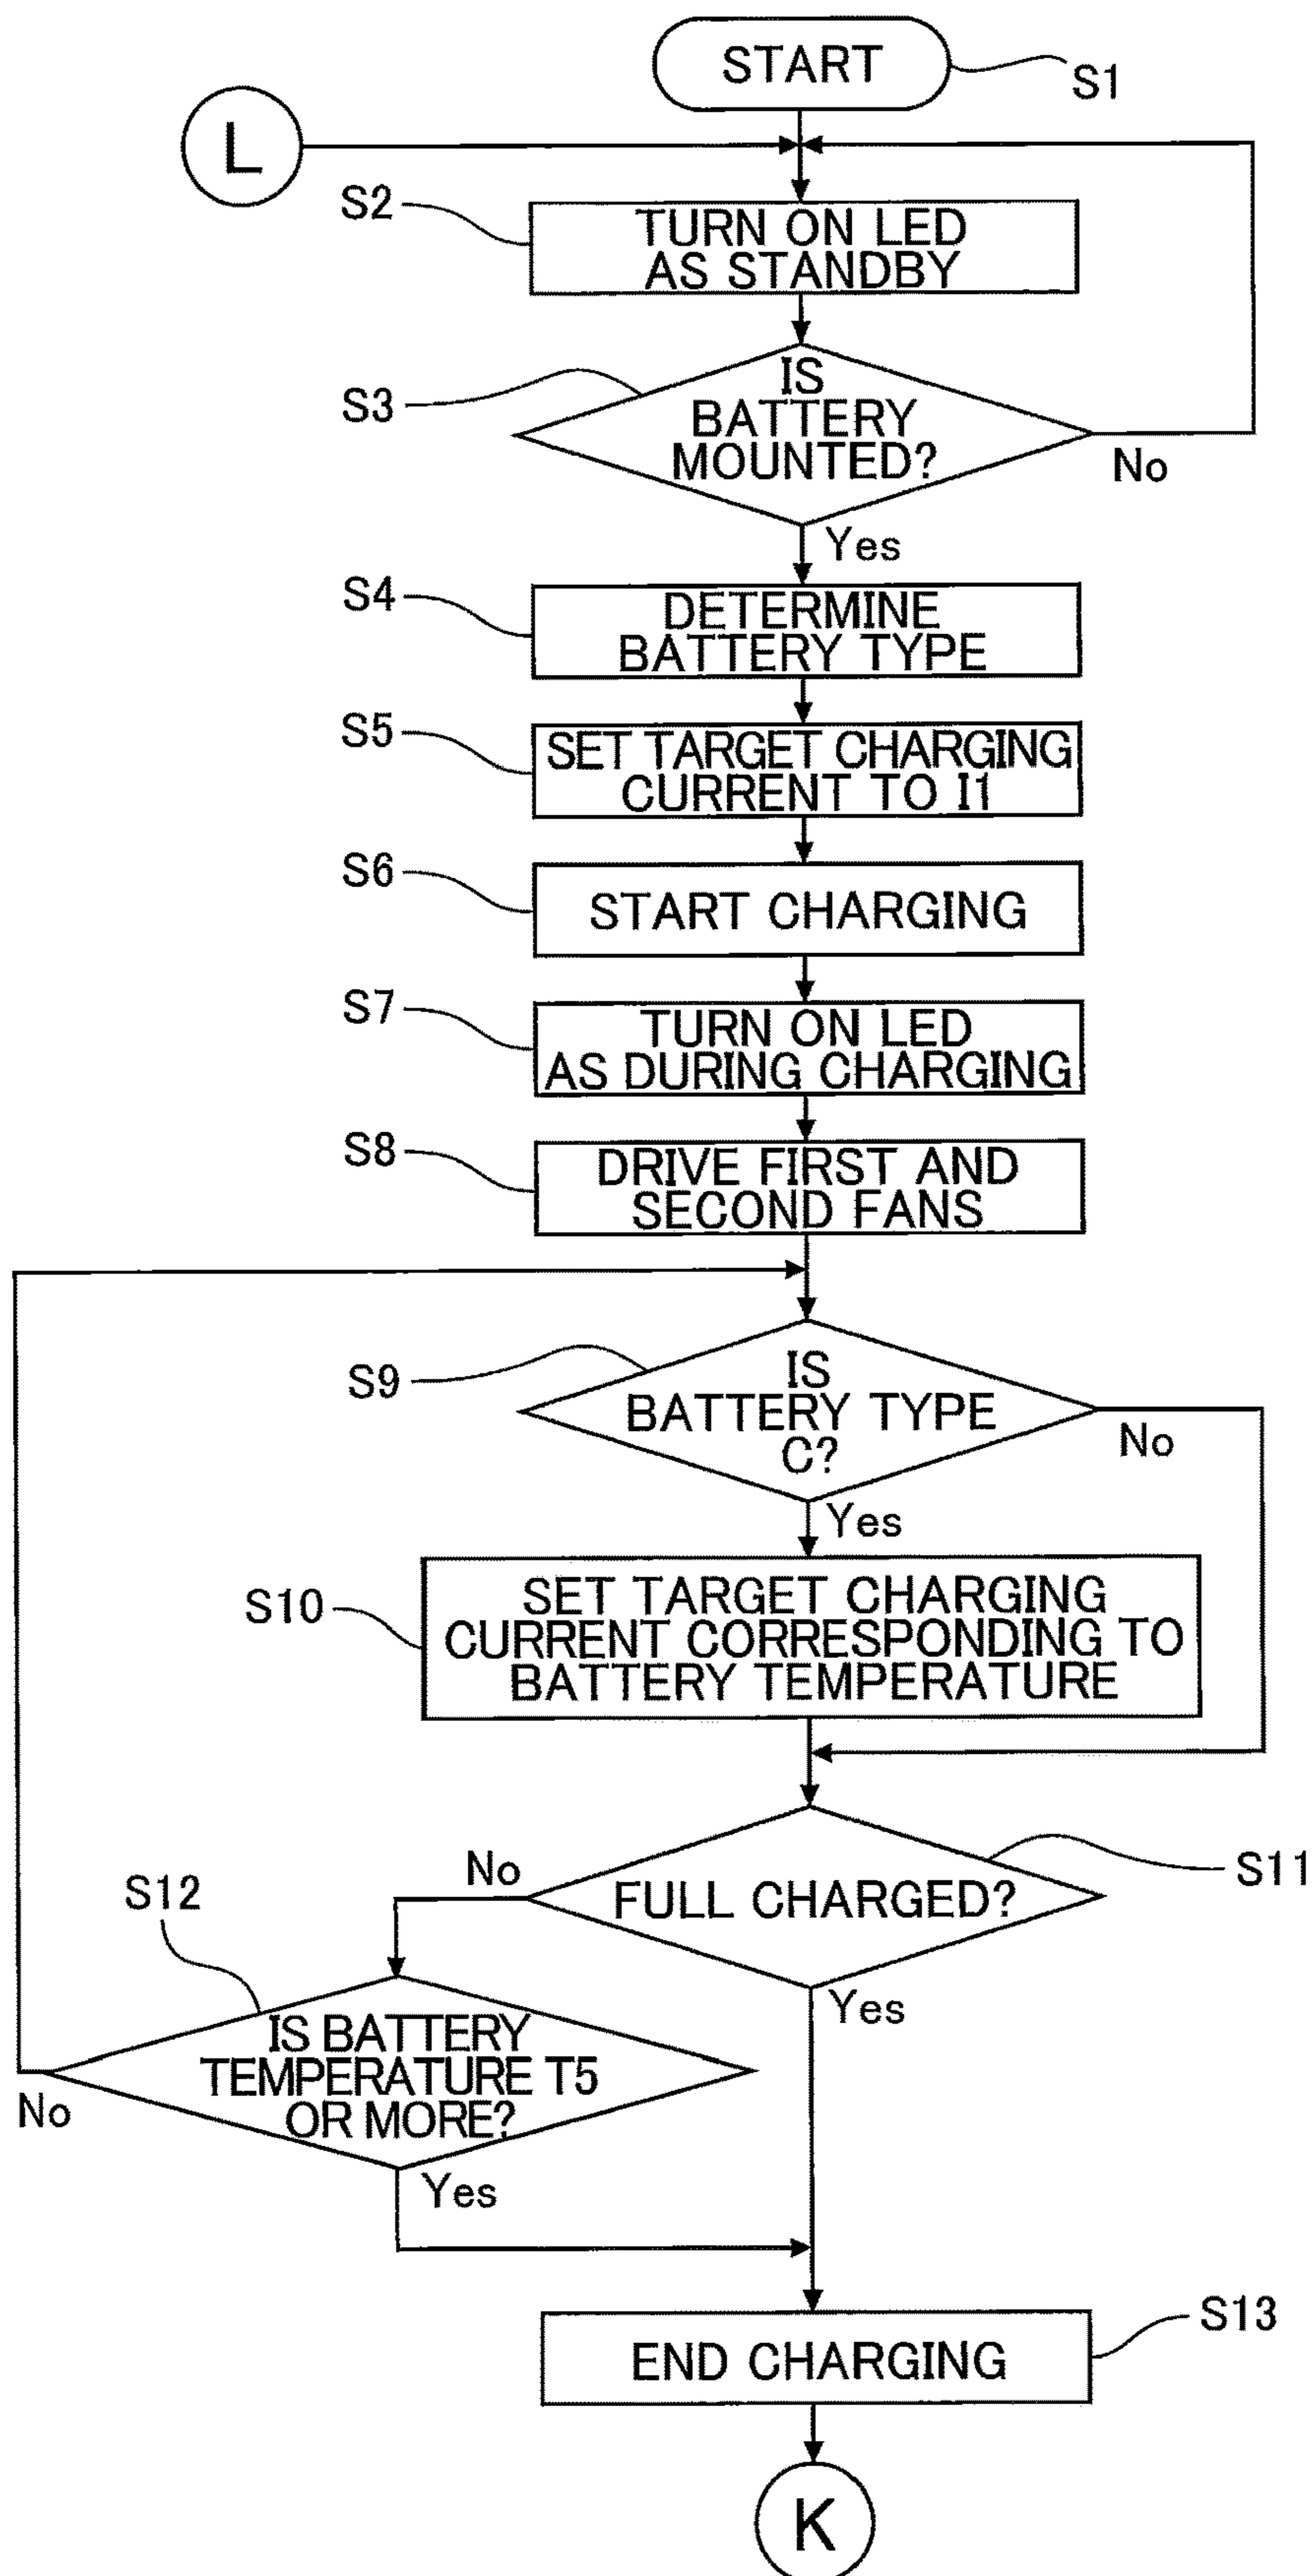 START
S1
L
S2
TURN ON LED
AS STANDBY
S3
IS
BATTERY
MOUNTED?
No
Yes
S4
DETERMINE
BATTERY TYPE
S5
SET TARGET CHARGING
CURRENT TO I1
S6
START CHARGING
S7
TURN ON LED
AS DURING CHARGING
S8
DRIVE FIRST AND
SECOND FANS
S9
IS
BATTERY TYPE
C?
No
Yes
S10
SET TARGET CHARGING
CURRENT CORRESPONDING TO
BATTERY TEMPERATURE
S11
FULL CHARGED?
No
Yes
S12
IS BATTERY
TEMPERATURE T5
OR MORE?
No
Yes
S13
END CHARGING
K